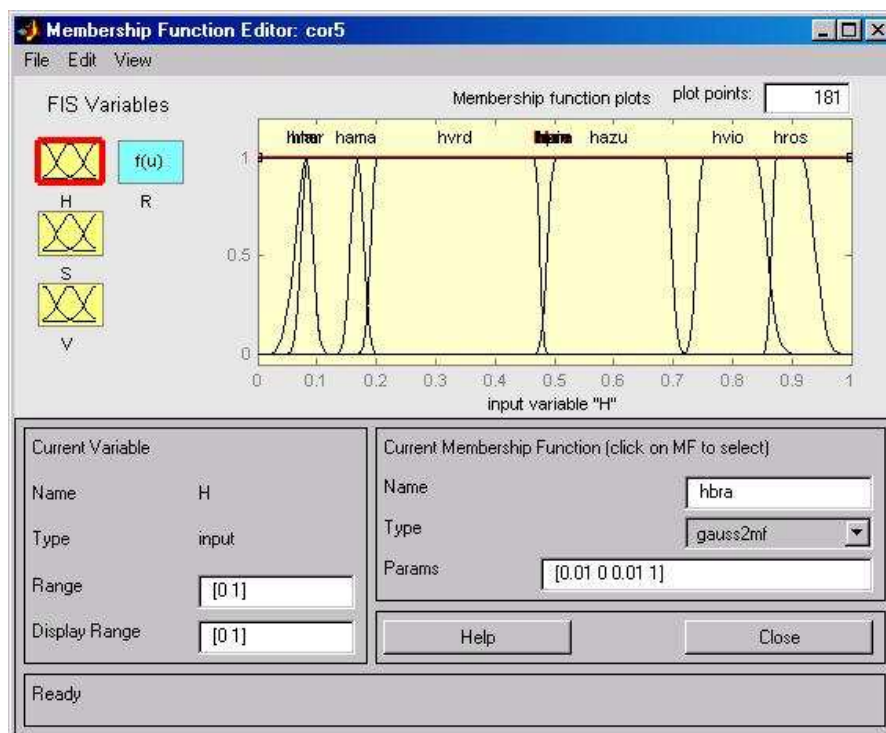 Membership Function Editor: cor5
File Edit View
FIS Variables
Membership function plots plot points: 181
f(u)
H R
S
V
hama hvrd hazu hvio hros
1
0.5
0
0 0.1 0.2 0.3 0.4 0.5 0.6 0.7 0.8 0.9 1
input variable "H"
Current Variable
Name H
Type input
Range [0 1]
Display Range [0 1]
Current Membership Function (click on MF to select)
Name hbra
Type gauss2mf
Params [0.01 0 0.01 1]
Help Close
Ready